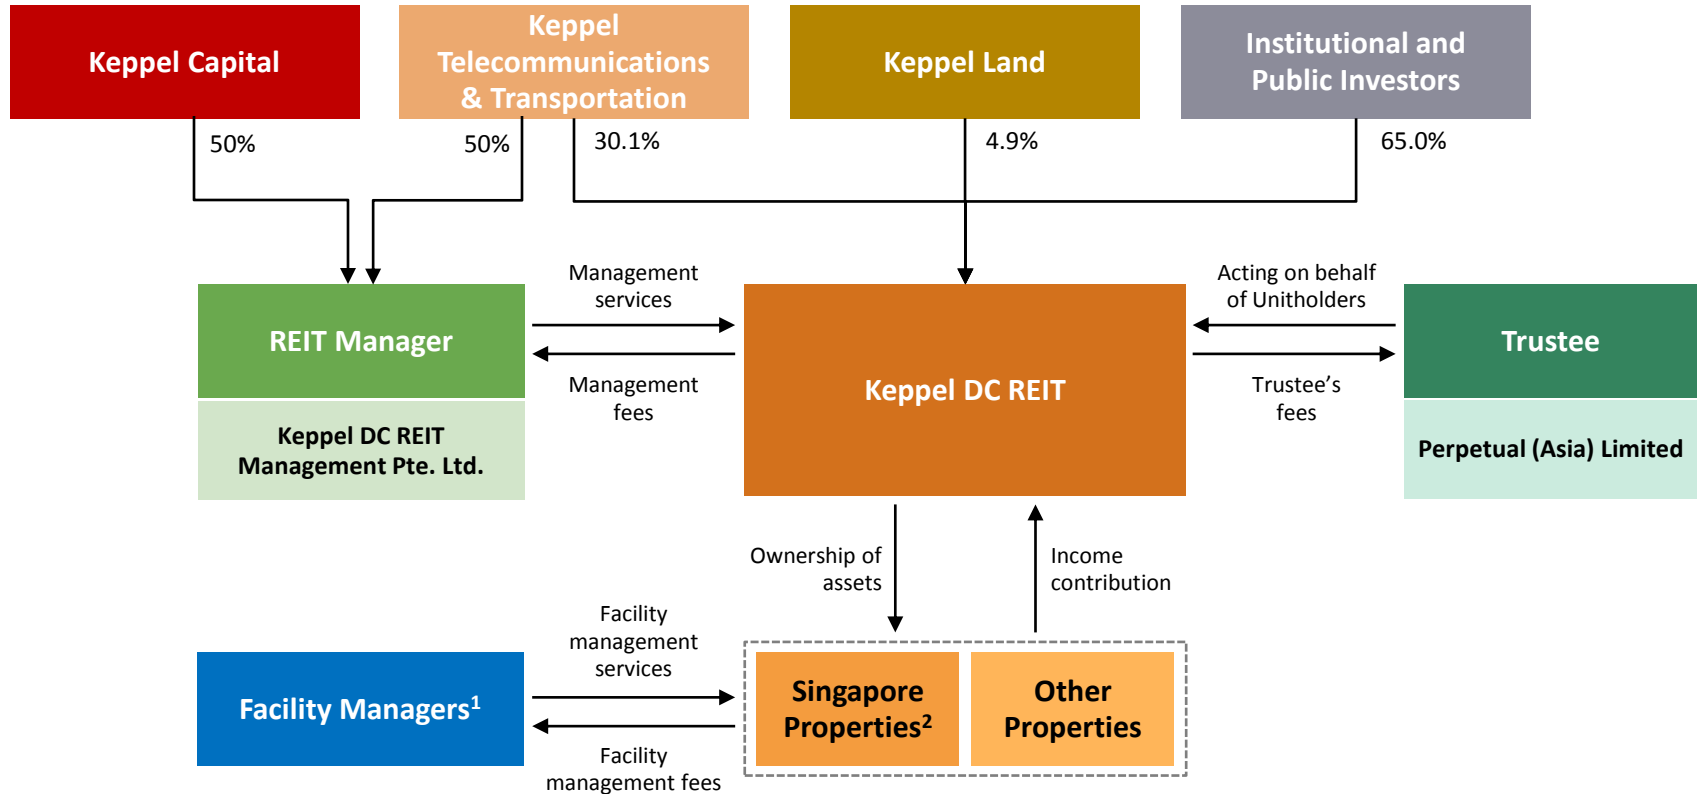 Keppel Capital
Keppel
Telecommunications
& Transportation
Keppel Land
Institutional and
Public Investors
50%
50%
30.1%
4.9%
65.0%
Management
services
Acting on behalf
of Unitholders
REIT Manager
Keppel DC REIT
Trustee
Management
fees
Trustee’s
fees
Keppel DC REIT
Management Pte. Ltd.
Perpetual (Asia) Limited
Ownership of
assets
Income
contribution
Facility
management
services
Facility Managers¹
Singapore
Properties²
Other
Properties
Facility
management fees